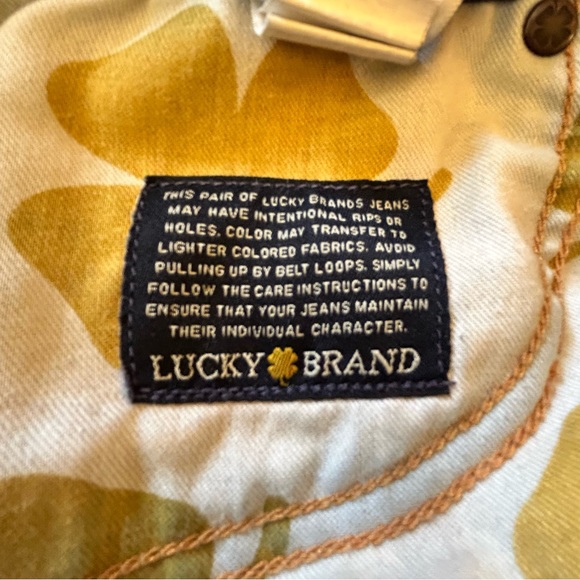 THIS PAIR OF LUCKY BRANDS JEANS
MAY HAVE INTENTIONAL RIPS OR
HOLES. COLOR MAY TRANSFER TO
LIGHTER COLORED FABRICS. AVOID
PULLING UP BY BELT LOOPS. SIMPLY
FOLLOW THE CARE INSTRUCTIONS TO
ENSURE THAT YOUR JEANS MAINTAIN
THEIR INDIVIDUAL CHARACTER.
LUCKY BRAND